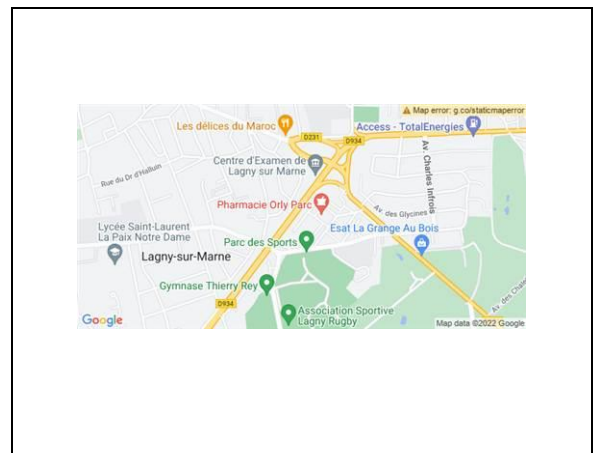 Map error: g.co/staticmaperror
Les délices du Maroc
D231
Access - TotalEnergies
D934
Centre d'Examen de
Lagny sur Marne
Rue du Dr d'Halluin
Av. Charles Infrois
Pharmacie Orly Parc
Av. des Glycines
Lycée Saint-Laurent
La Paix Notre Dame
Esat La Grange Au Bois
Parc des Sports
Lagny-sur-Marne
Gymnase Thierry Rey
D934
Association Sportive
Lagny Rugby
Google
Map data ©2022 Google